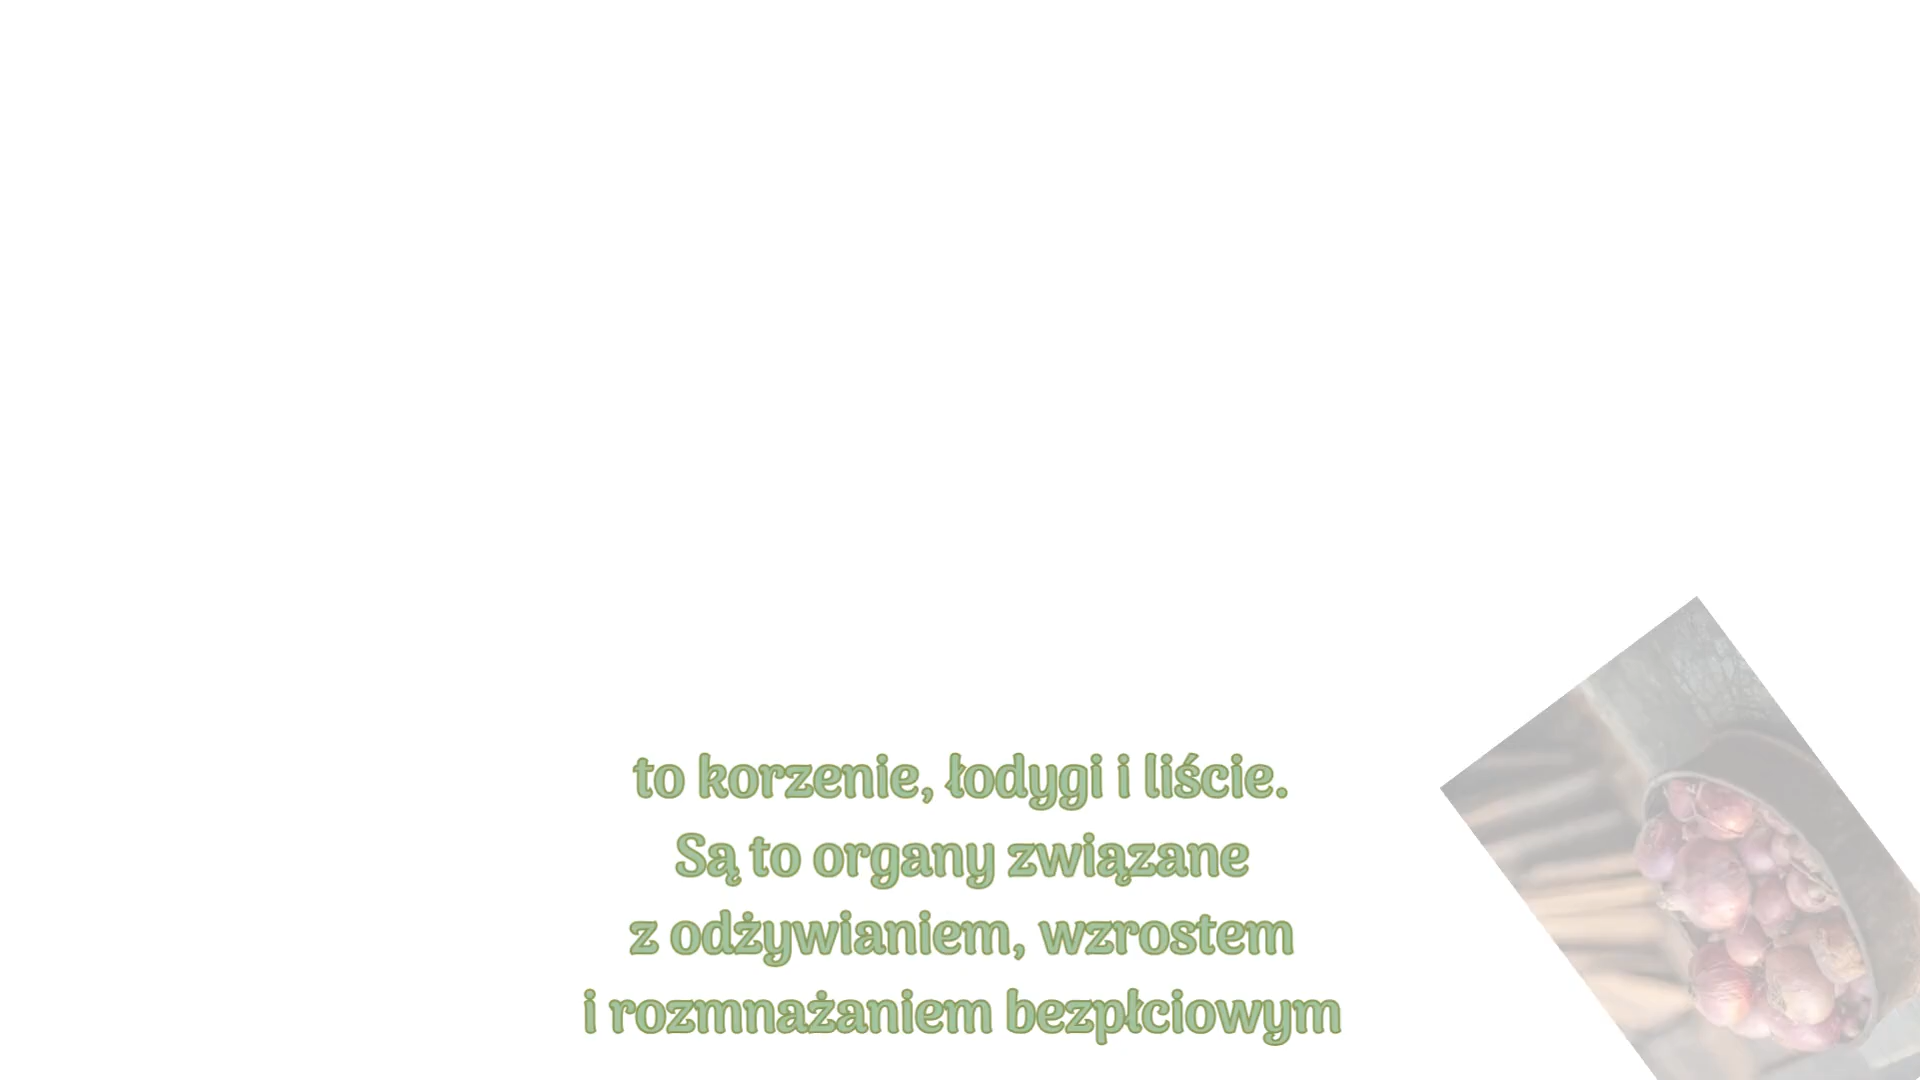 to korzenie, łodygi i liście.
Są to organy związane
z odżywianiem, wzrostem
i rozmnażaniem bezpłciowym